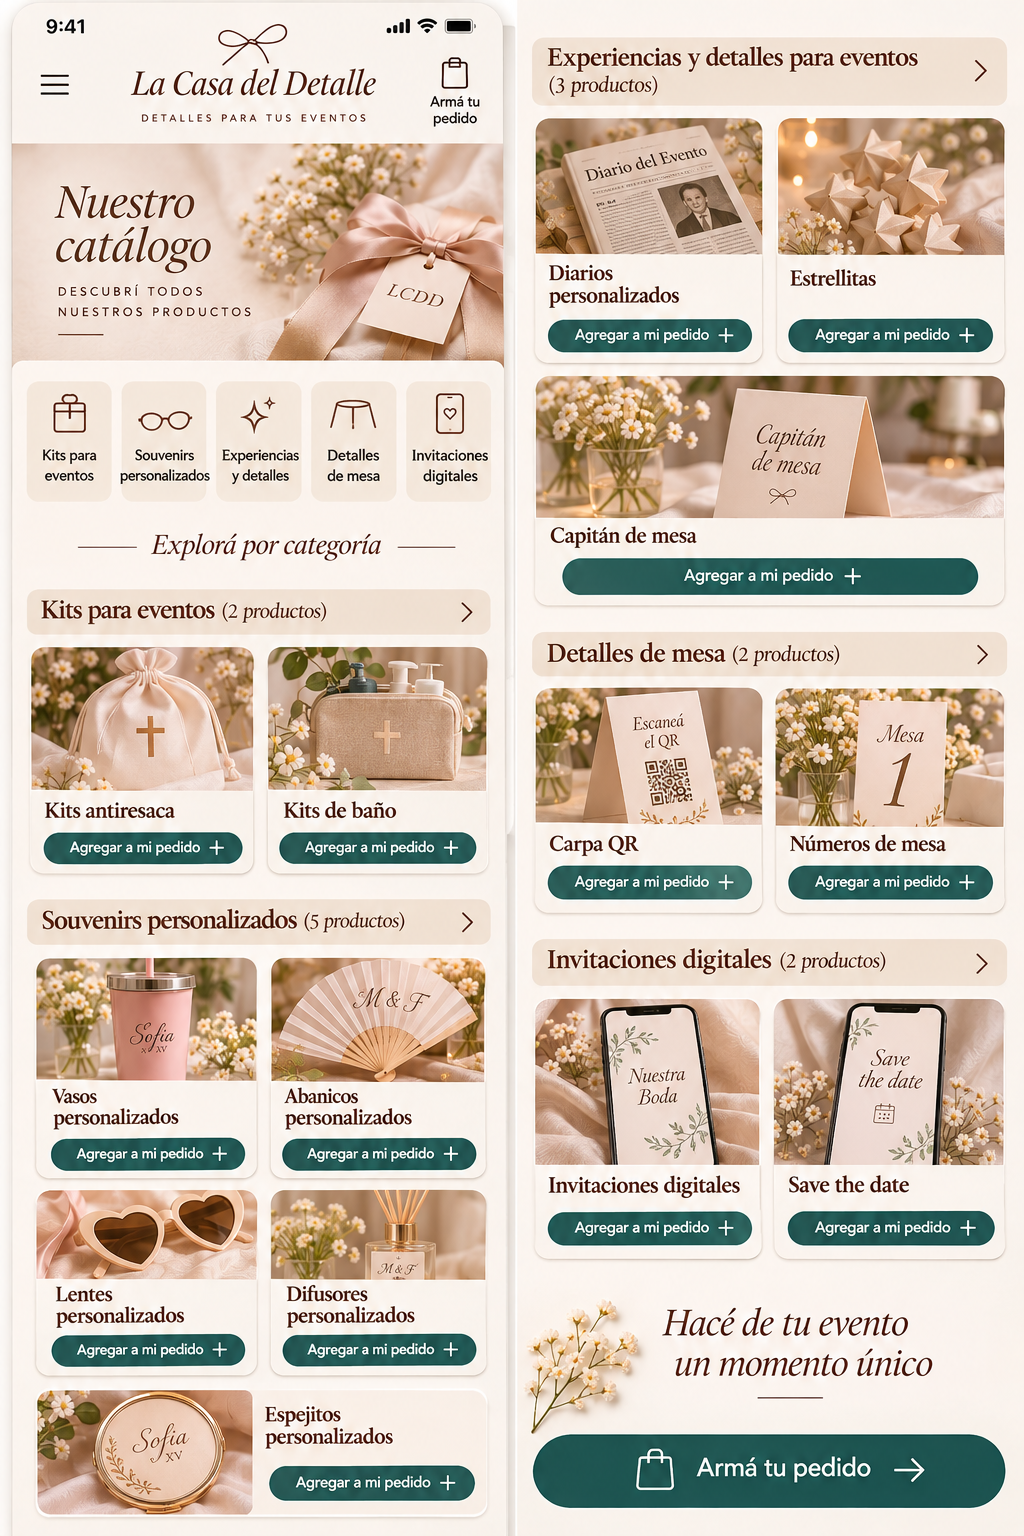 9:41
La Casa del Detalle
DETALLES PARA TUS EVENTOS
Armá tu
pedido
Nuestro
catálogo
DESCUBRÍ TODOS
NUESTROS PRODUCTOS
LCDD
Kits para
eventos
Souvenirs
personalizados
Experiencias
y detalles
Detalles
de mesa
Invitaciones
digitales
Explorá por categoría
Kits para eventos (2 productos)
Kits antiresaca
Agregar a mi pedido
Kits de baño
Agregar a mi pedido
Souvenirs personalizados (5 productos)
Sofia
XV
M & F
Vasos
personalizados
Agregar a mi pedido
Abanicos
personalizados
Agregar a mi pedido
M & F
Lentes
personalizados
Agregar a mi pedido
Difusores
personalizados
Agregar a mi pedido
Sofia
XV
Espejitos
personalizados
Agregar a mi pedido
Experiencias y detalles para eventos
(3 productos)
Diario del Evento
Diarios
personalizados
Agregar a mi pedido
Estrellitas
Agregar a mi pedido
Capitán
de mesa
Capitán de mesa
Agregar a mi pedido
Detalles de mesa (2 productos)
Escaneá
el QR
Mesa
1
Carpa QR
Agregar a mi pedido
Números de mesa
Agregar a mi pedido
Invitaciones digitales (2 productos)
Nuestra
Boda
Save
the date
Invitaciones digitales
Agregar a mi pedido
Save the date
Agregar a mi pedido
Hacé de tu evento
un momento único
Armá tu pedido